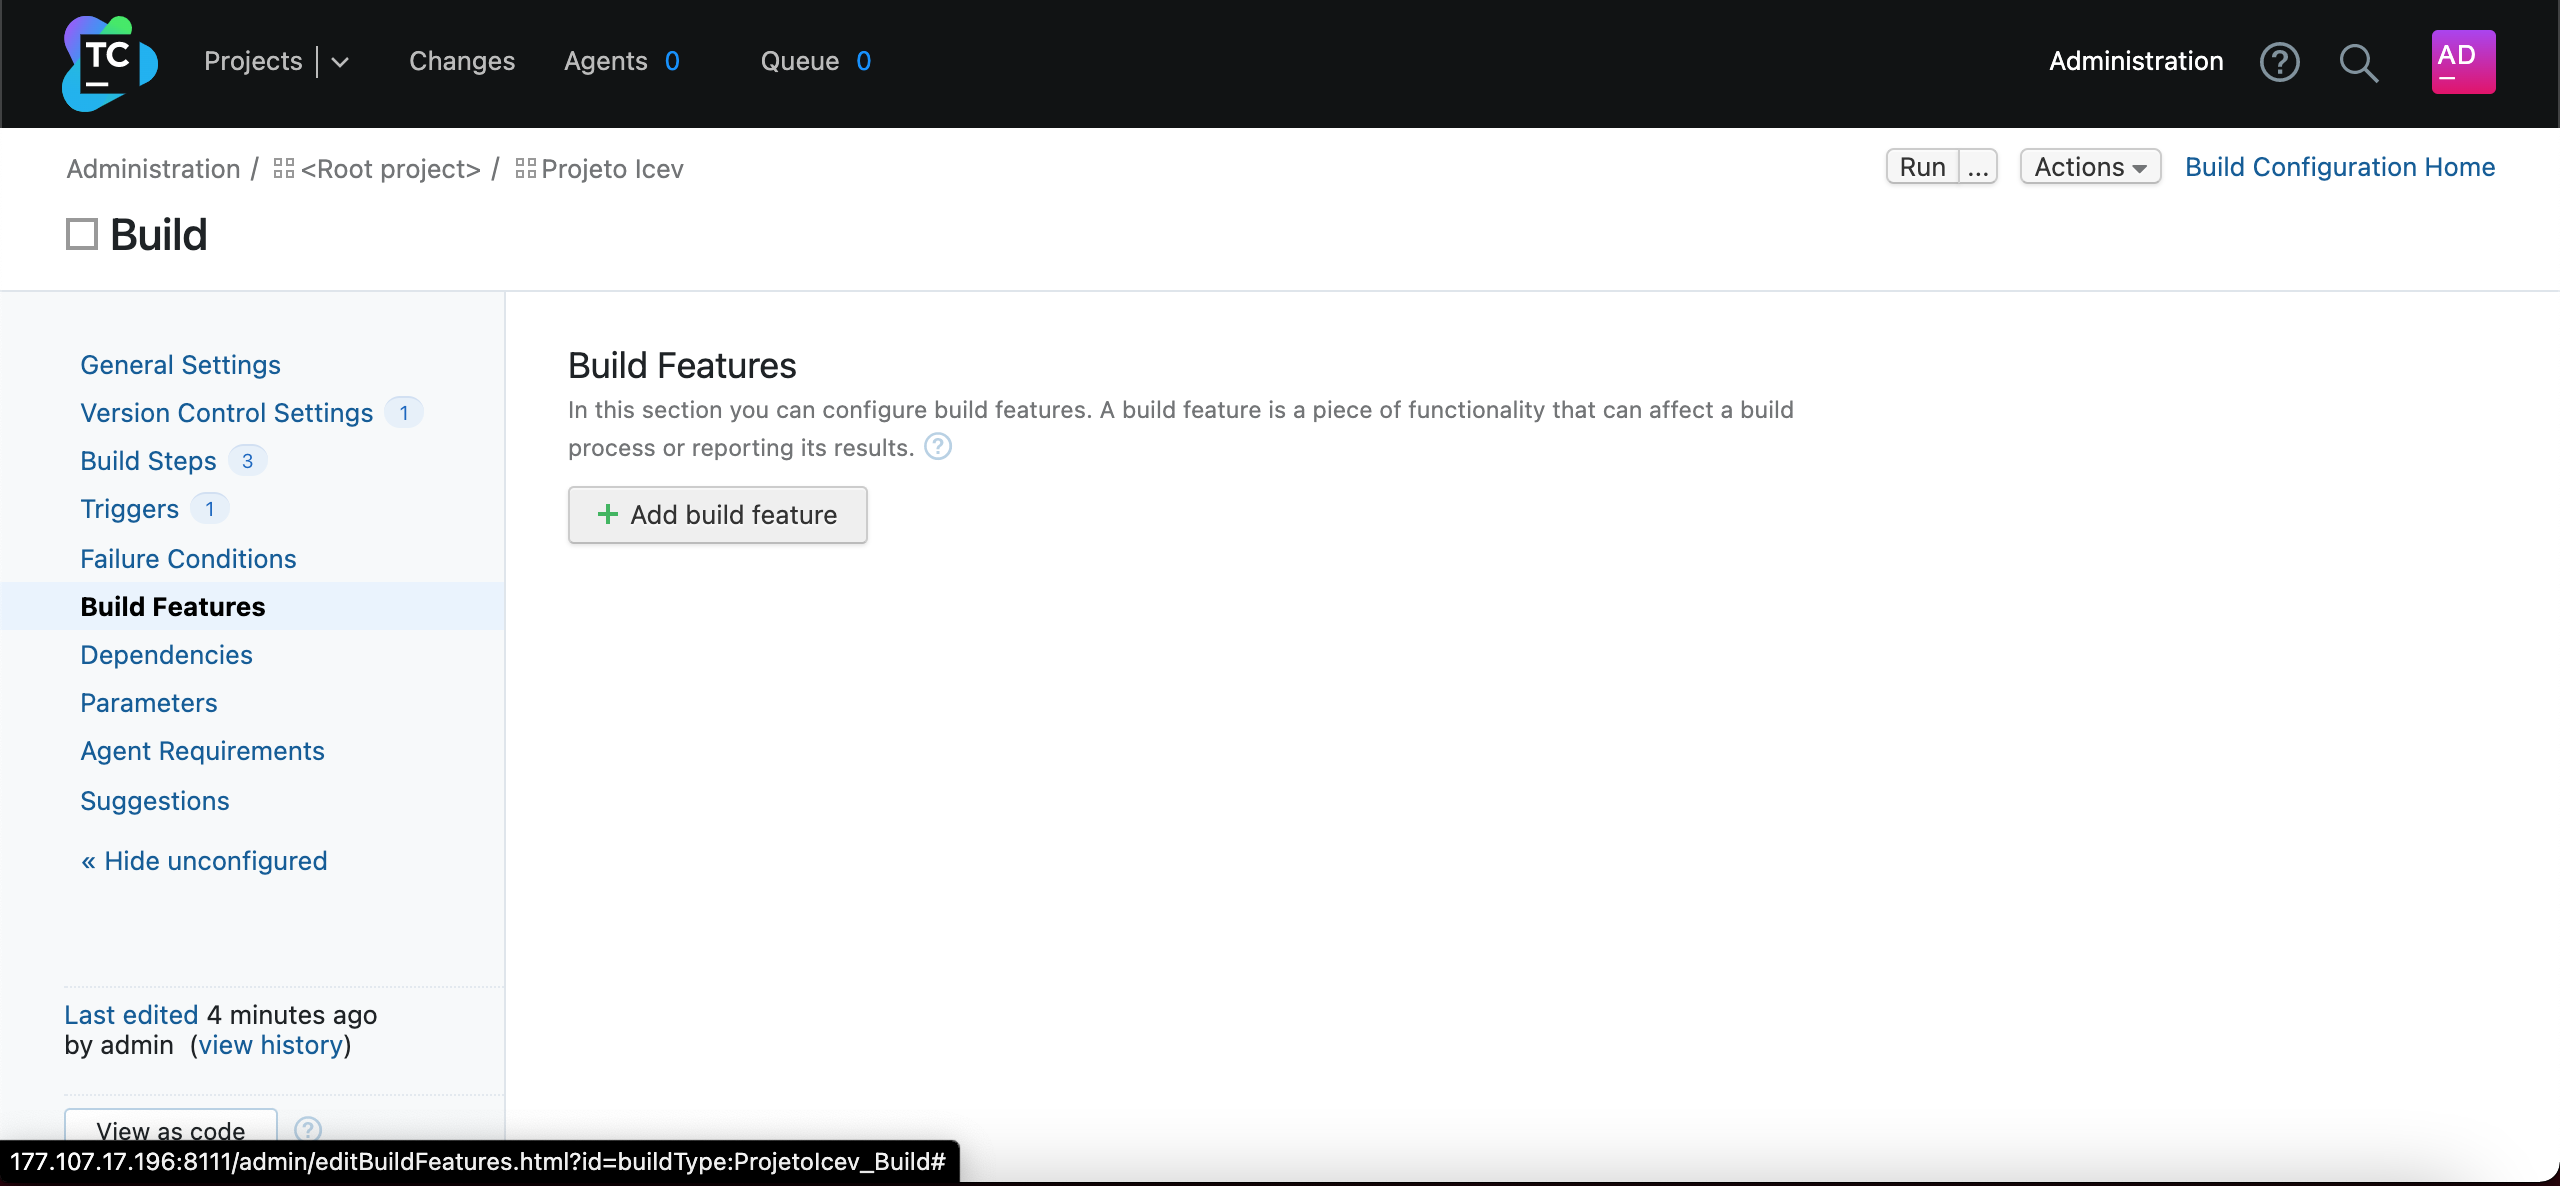 TC
Projects
Changes
Agents 0
Queue 0
Administration
AD
Administration / <Root project> / Projeto Icev
Run ...
Actions
Build Configuration Home
Build
General Settings
Version Control Settings 1
Build Steps 3
Triggers 1
Failure Conditions
Build Features
Dependencies
Parameters
Agent Requirements
Suggestions
« Hide unconfigured
Last edited 4 minutes ago
by admin (view history)
View as code ?
Build Features
In this section you can configure build features. A build feature is a piece of functionality that can affect a build
process or reporting its results. ?
+ Add build feature
177.107.17.196:8111/admin/editBuildFeatures.html?id=buildType:ProjetoIcev_Build#